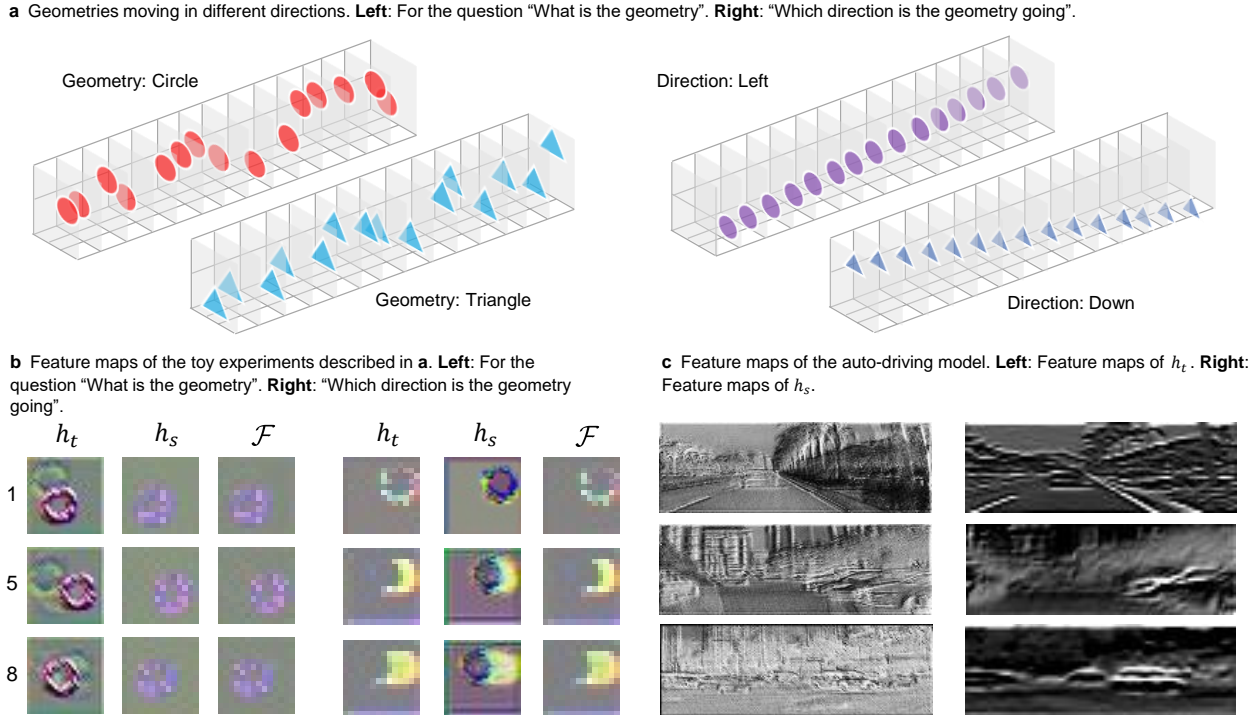 a Geometries moving in different directions. Left: For the question “What is the geometry”. Right: “Which direction is the geometry going”.
Geometry: Circle
Geometry: Triangle
Direction: Left
Direction: Down
b Feature maps of the toy experiments described in a. Left: For the
question “What is the geometry”. Right: “Which direction is the geometry
going”.
c Feature maps of the auto-driving model. Left: Feature maps of h_t. Right:
Feature maps of h_s.
h_t h_s ℱ h_t h_s ℱ
1
5
8